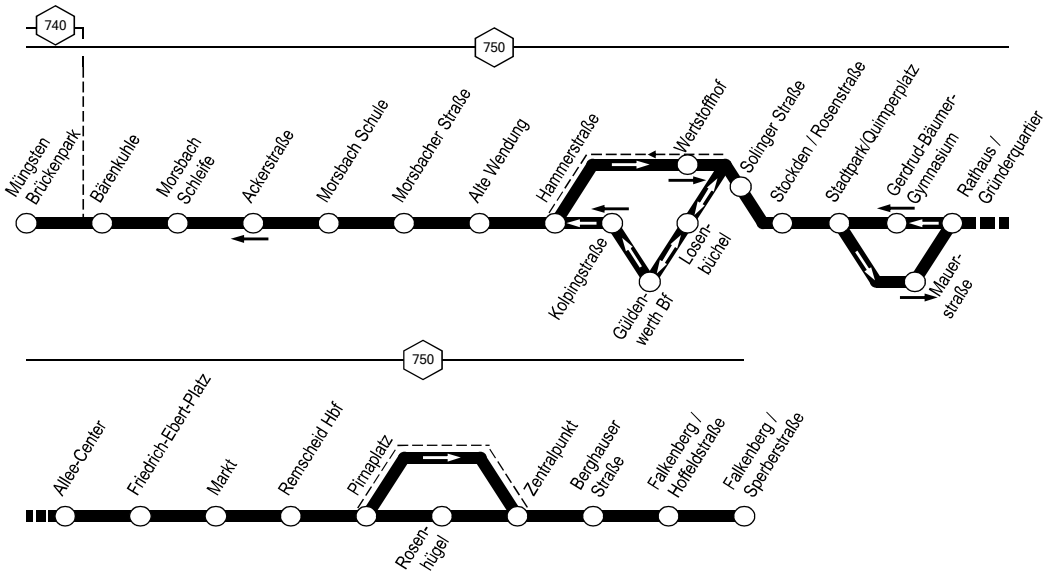 740
750
Müngsten
Brückenpark
Bärenkuhle
Morsbach
Schleife
Ackerstraße
Morsbach Schule
Morsbacher Straße
Alte Wendung
Hammerstraße
Wertstoffhof
Solinger Straße
Stockden / Rosenstraße
Stadtpark/Quimperplatz
Gerdrud-Bäumer-
Gymnasium
Rathaus /
Gründerquartier
Kolpingstraße
Gülden-
werth Bf
Losen-
büchel
Mauer-
straße
750
Allee-Center
Friedrich-Ebert-Platz
Markt
Remscheid Hbf
Pirnaplatz
Rosen-
hügel
Zentralpunkt
Berghauser
Straße
Falkenberg /
Hoffeldstraße
Falkenberg /
Sperberstraße